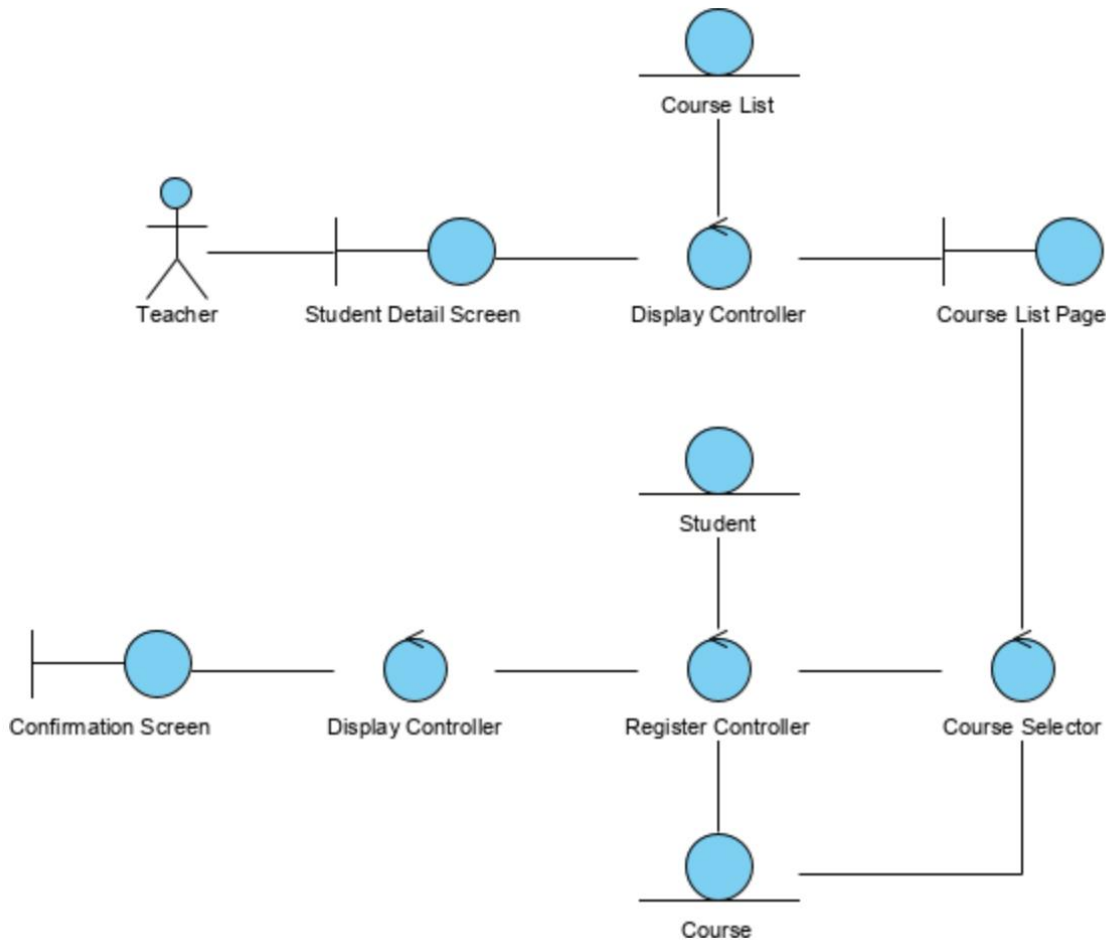 Course List
Teacher
Student Detail Screen
Display Controller
Course List Page
Student
Confirmation Screen
Display Controller
Register Controller
Course Selector
Course